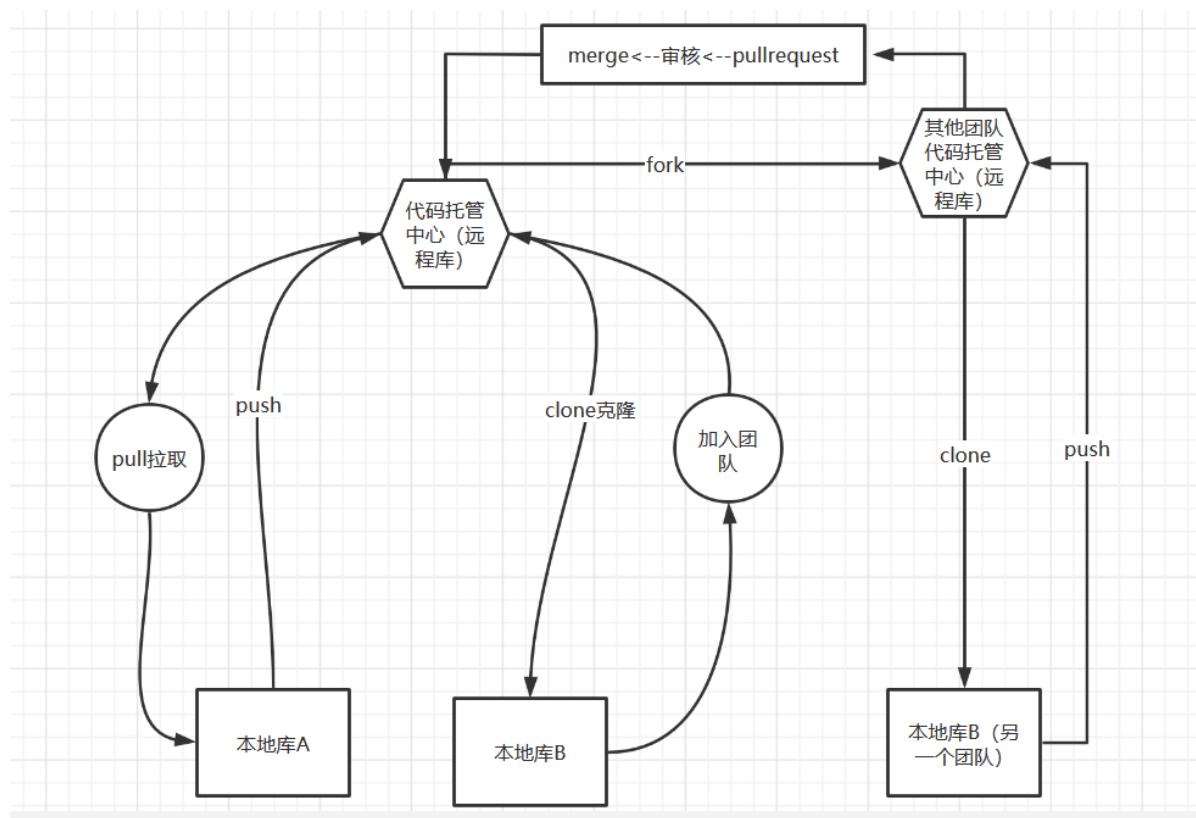 merge<--审核<--pullrequest
其他团队
代码托管
中心（远
程库）
fork
代码托管
中心（远
程库）
push
clone克隆
加入团
队
pull拉取
clone
push
本地库A
本地库B
本地库B（另
一个团队）